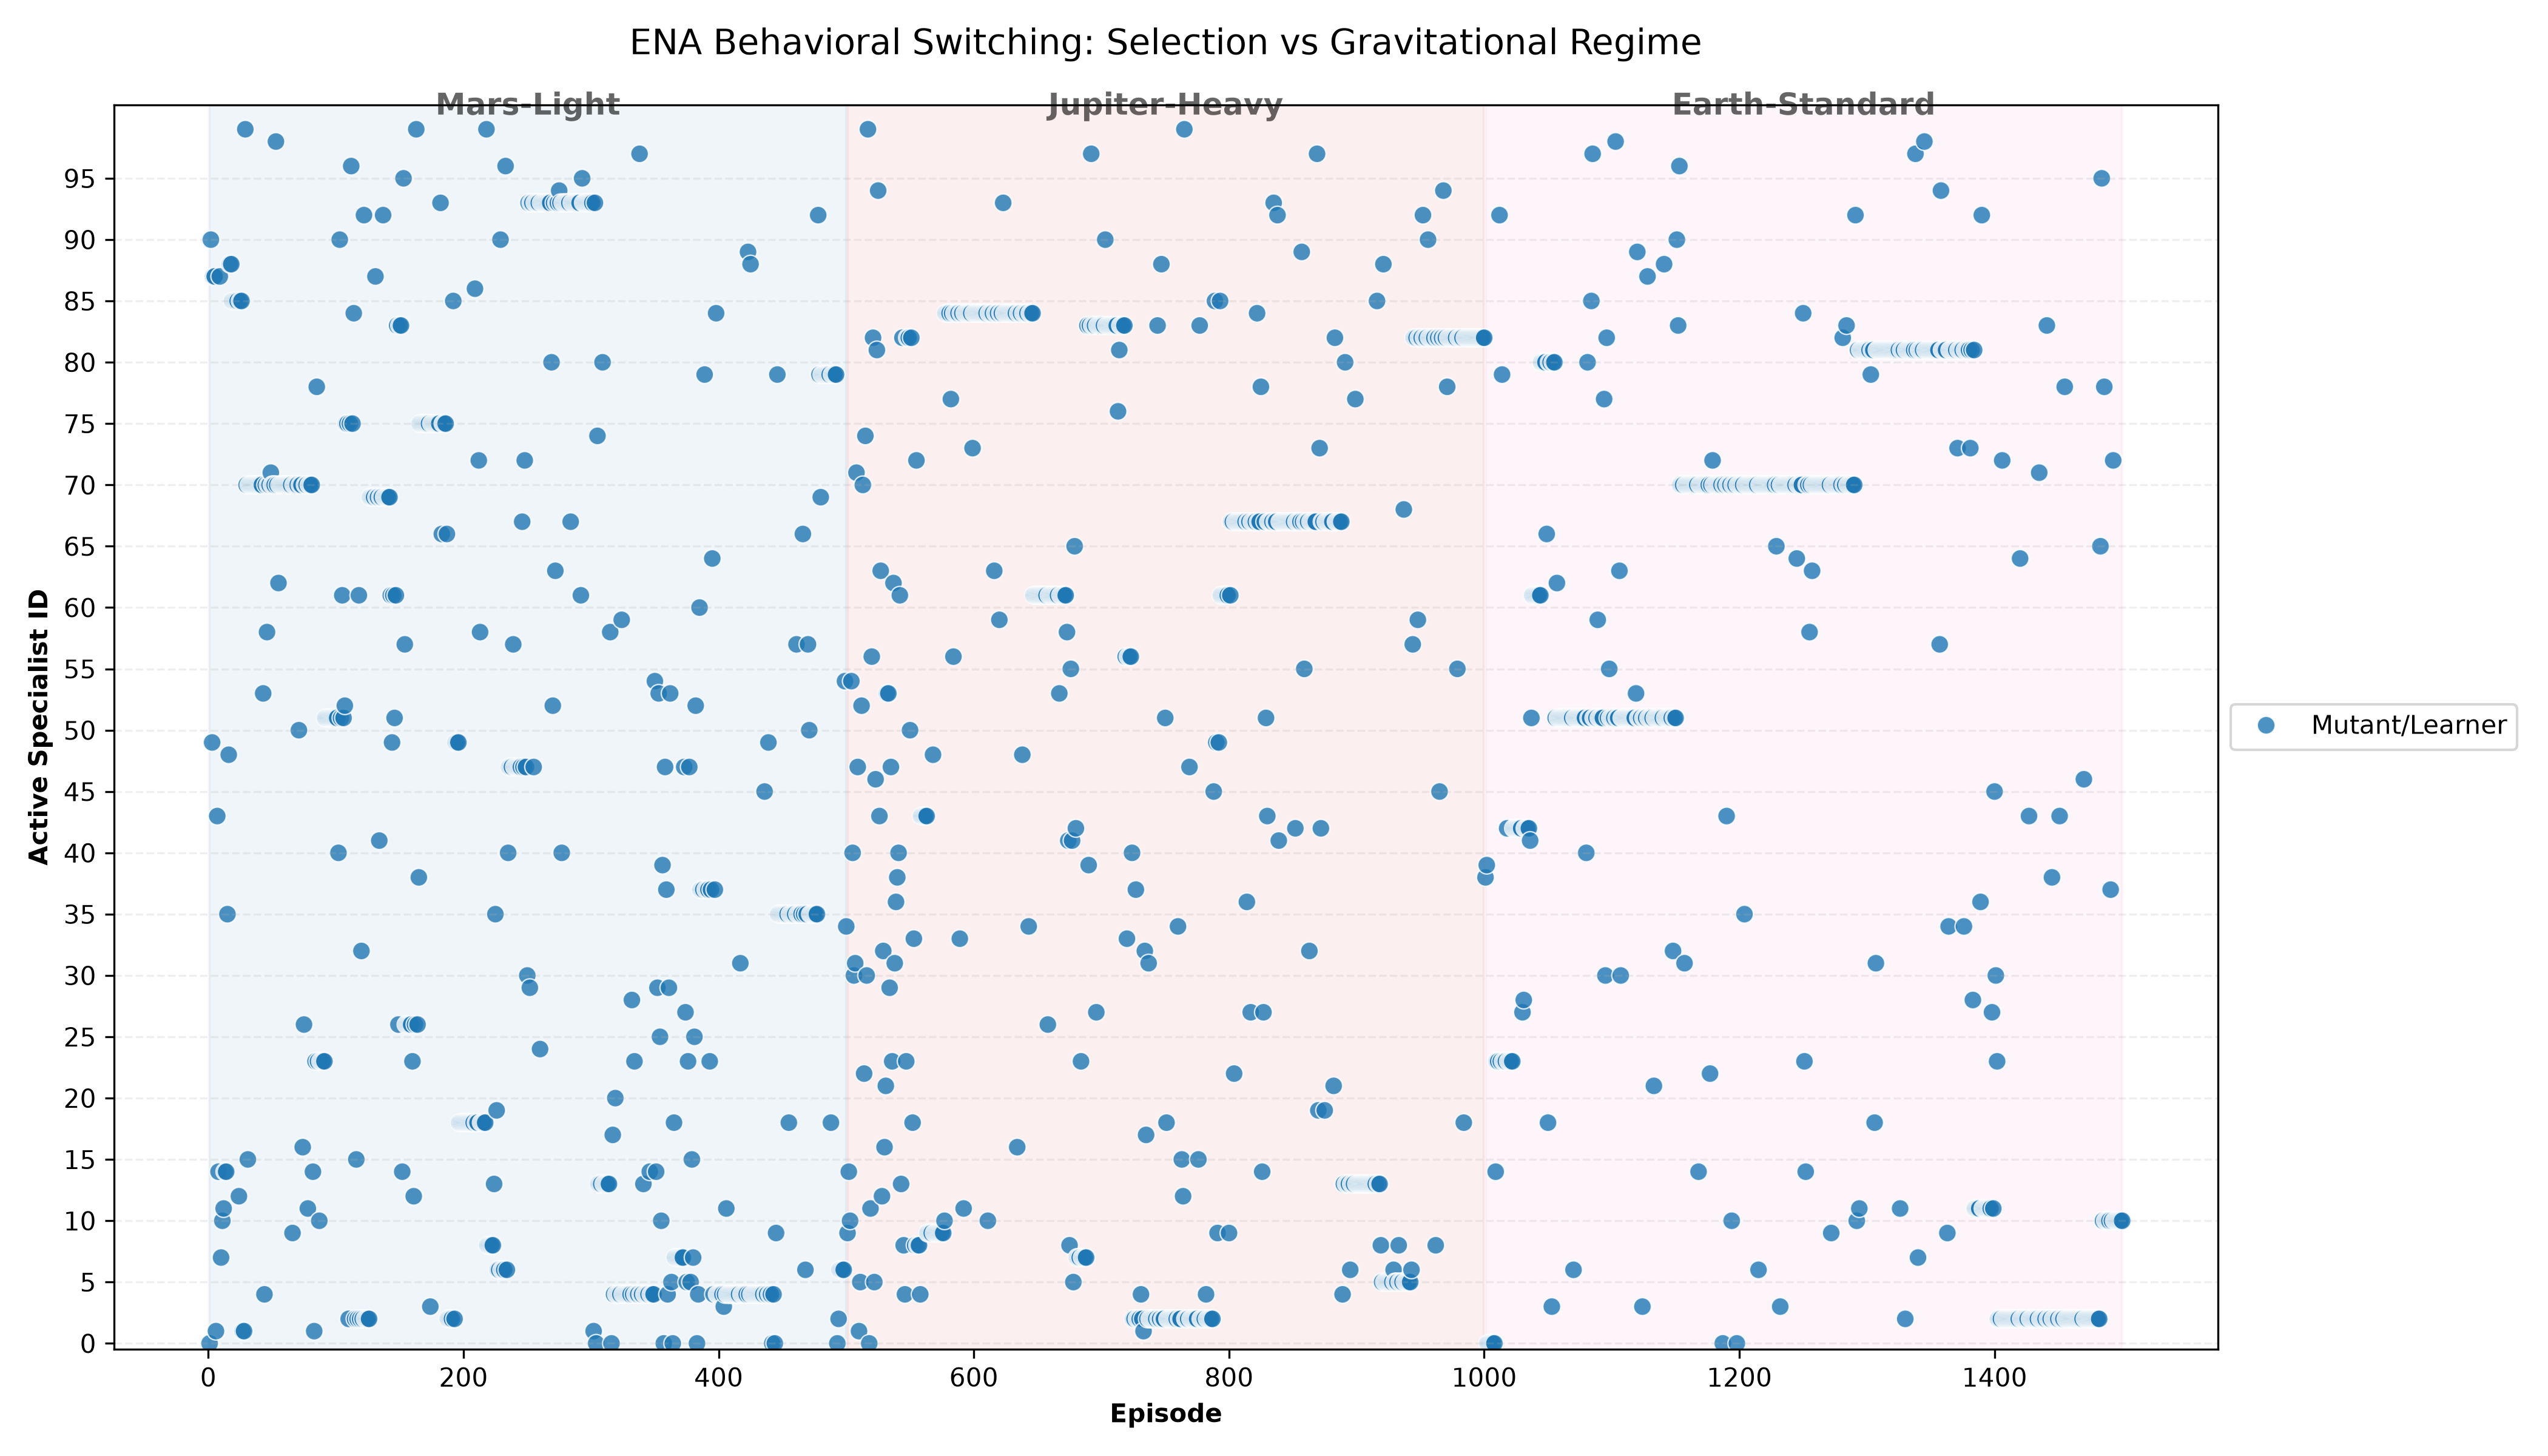 ENA Behavioral Switching: Selection vs Gravitational Regime
Mars-Light
Jupiter-Heavy
Earth-Standard
Active Specialist ID
95
90
85
80
75
70
65
60
55
50
45
40
35
30
25
20
15
10
5
0
Mutant/Learner
0 200 400 600 800 1000 1200 1400
Episode